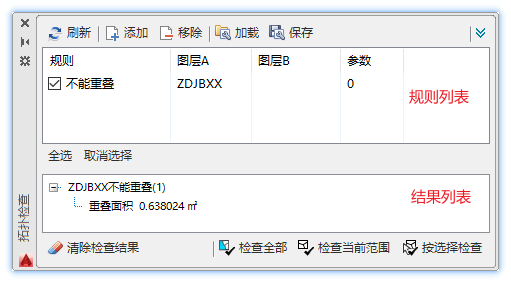 刷新 添加 移除 加载 保存
规则 图层A 图层B 参数
不能重叠 ZDJBXX 0
规则列表
全选 取消选择
ZDJBXX不能重叠(1)
结果列表
重叠面积 0.638024 ㎡
拓扑检查
清除检查结果 检查全部 检查当前范围 按选择检查